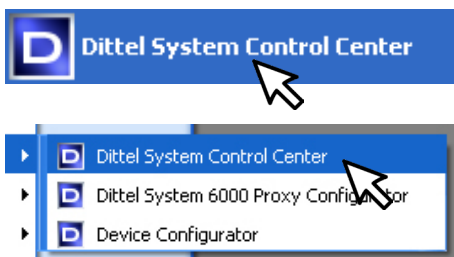 D Dittel System Control Center
D Dittel System Control Center
D Dittel System 6000 Proxy Configurator
D Device Configurator